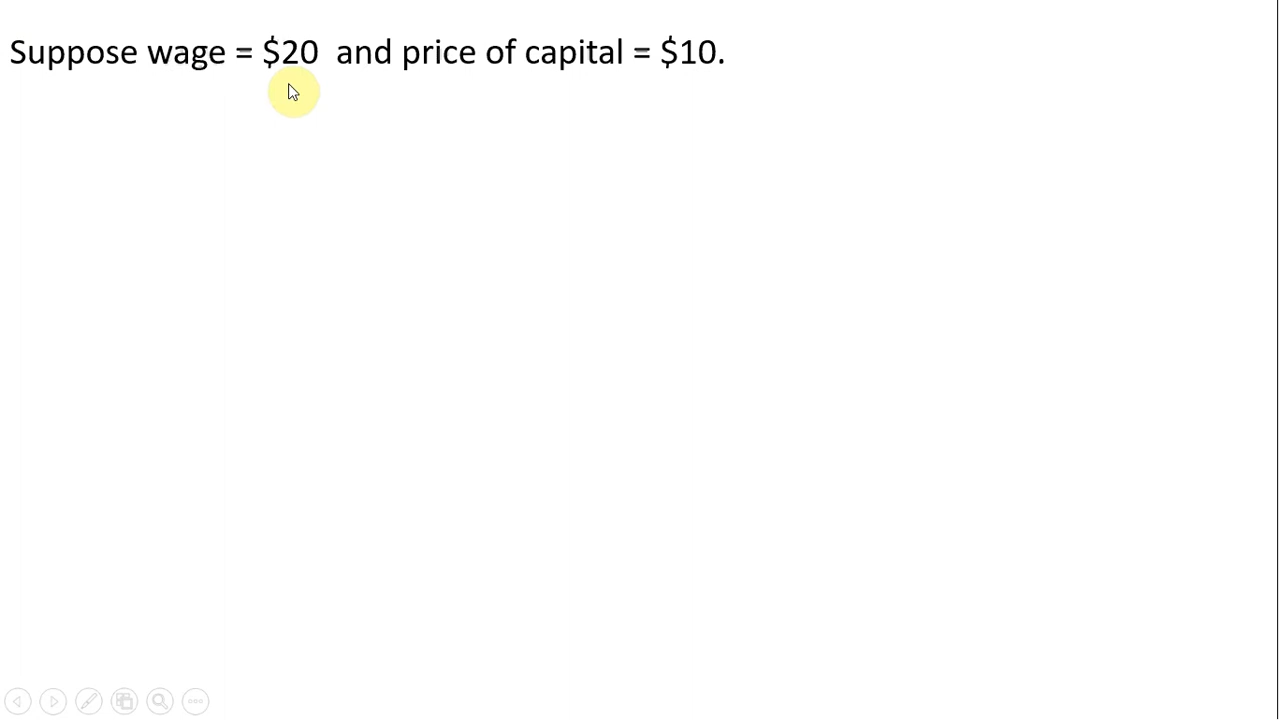 Suppose wage = $20  and price of capital = $10.